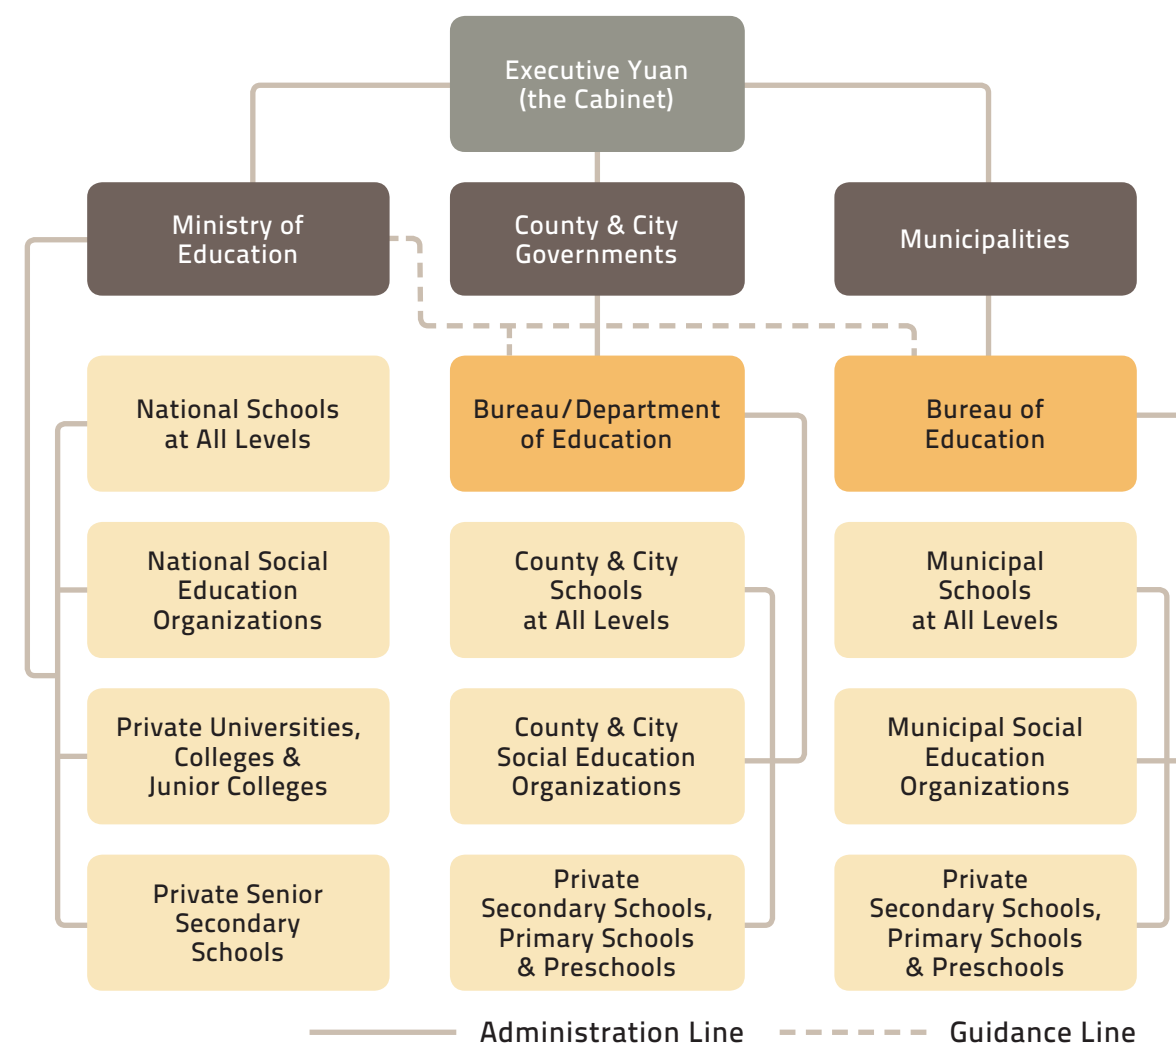 Executive Yuan
(the Cabinet)
Ministry of
Education
County & City
Governments
Municipalities
National Schools
at All Levels
Bureau/Department
of Education
Bureau of
Education
National Social
Education
Organizations
County & City
Schools
at All Levels
Municipal
Schools
at All Levels
Private Universities,
Colleges &
Junior Colleges
County & City
Social Education
Organizations
Municipal Social
Education
Organizations
Private Senior
Secondary
Schools
Private
Secondary Schools,
Primary Schools
& Preschools
Private
Secondary Schools,
Primary Schools
& Preschools
Administration Line
Guidance Line